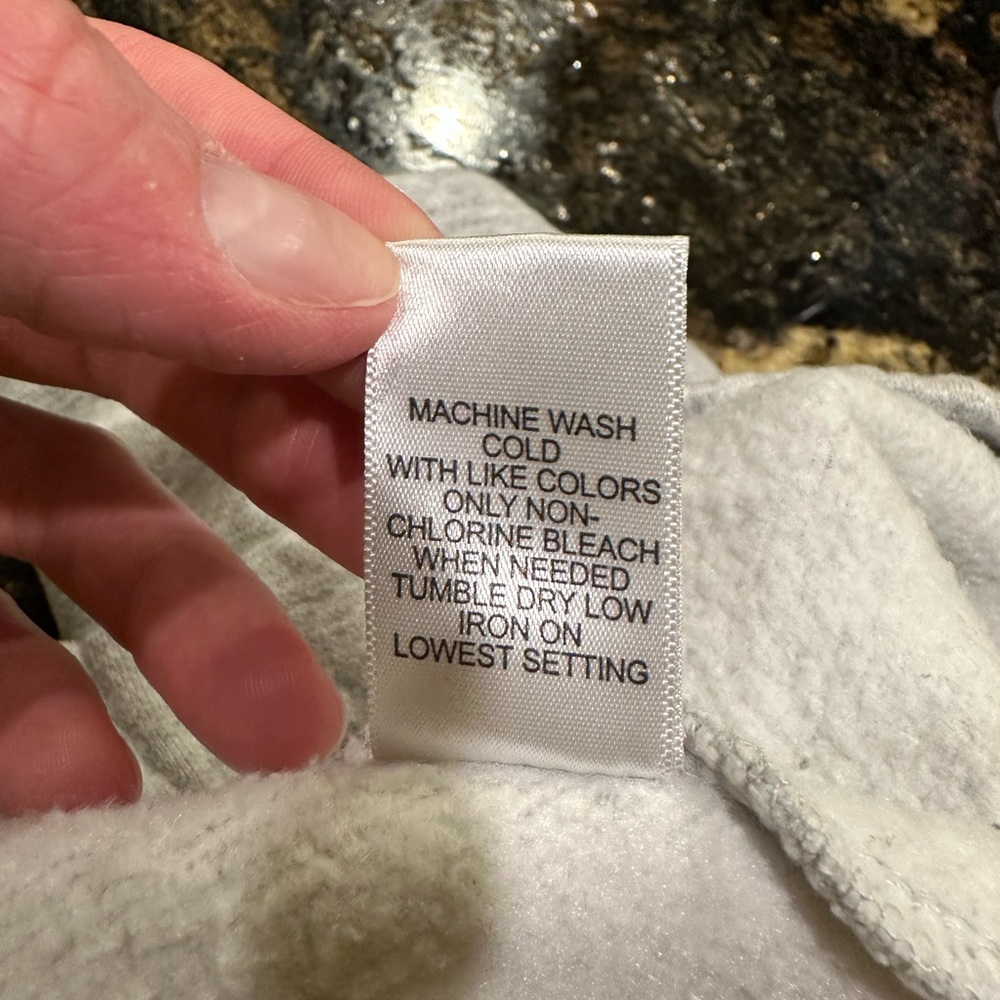 MACHINE WASH
COLD
WITH LIKE COLORS
ONLY NON-
CHLORINE BLEACH
WHEN NEEDED
TUMBLE DRY LOW
IRON ON
LOWEST SETTING